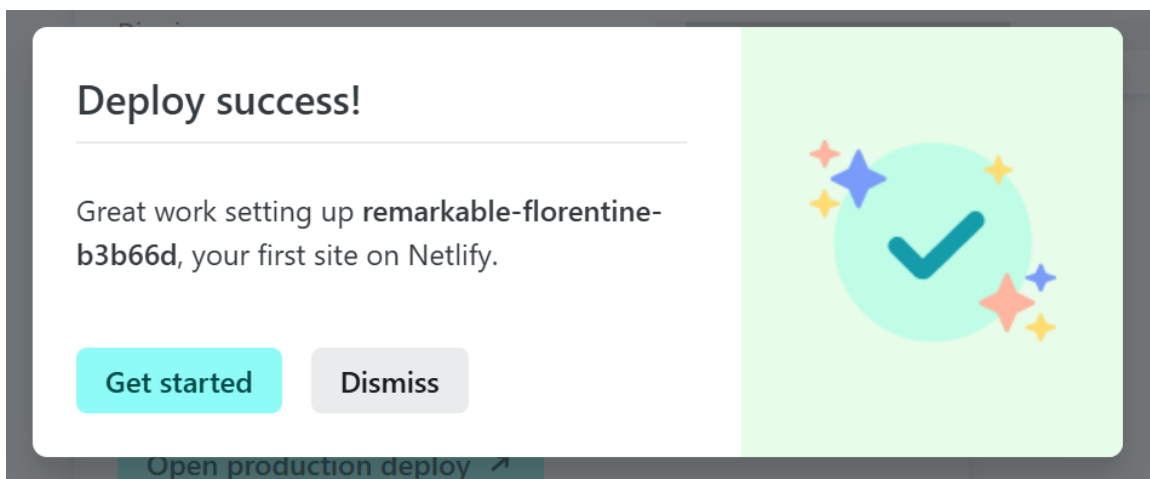 Deploy success!
Great work setting up remarkable-florentine-
b3b66d, your first site on Netlify.
Get started
Dismiss
Open production deploy